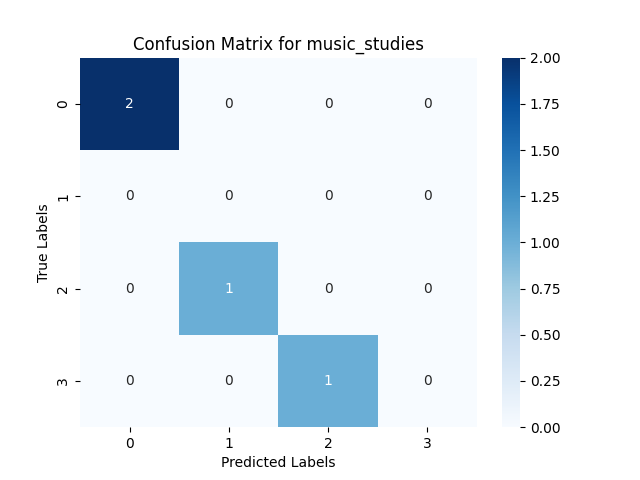 Confusion Matrix for music_studies
True Labels
0 2 0 0 0
1 0 0 0 0
2 0 1 0 0
3 0 0 1 0
0 1 2 3
Predicted Labels
2.00
1.75
1.50
1.25
1.00
0.75
0.50
0.25
0.00